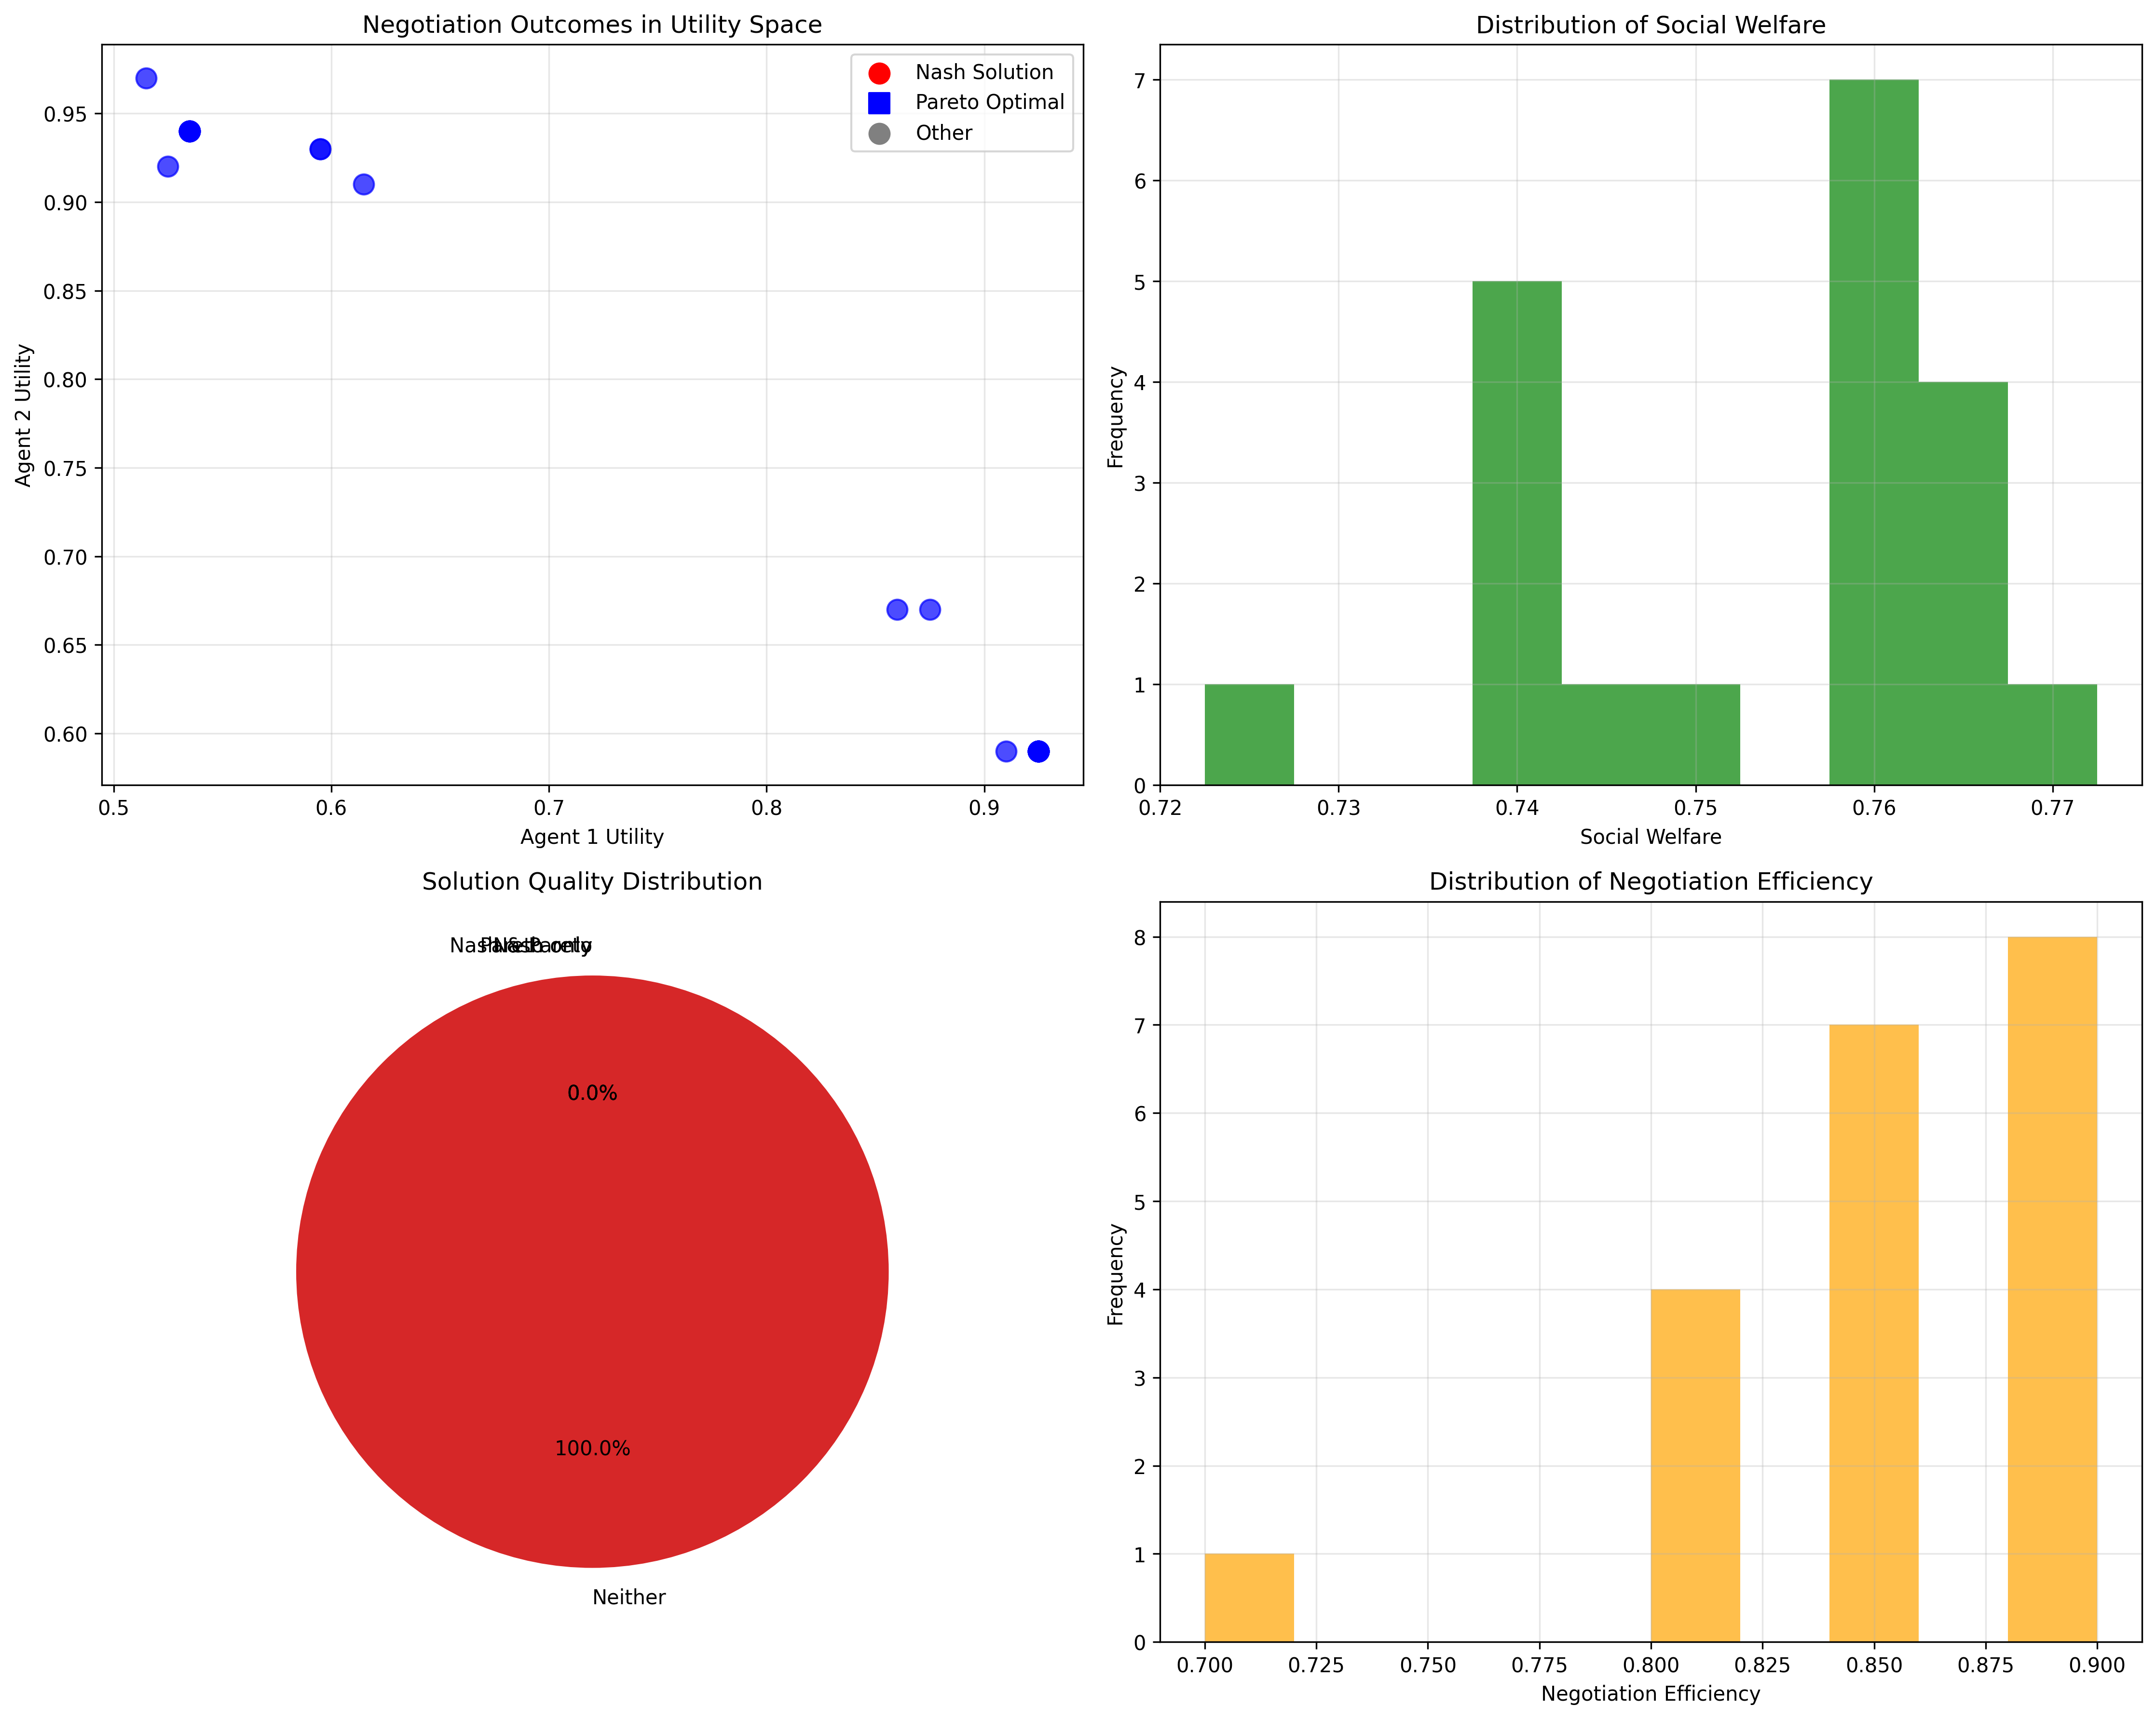 Negotiation Outcomes in Utility Space
Nash Solution
Pareto Optimal
Other
0.95
0.90
0.85
0.80
0.75
0.70
0.65
0.60
Agent 2 Utility
0.5 0.6 0.7 0.8 0.9
Agent 1 Utility
Distribution of Social Welfare
7
6
5
4
3
2
1
0
Frequency
0.72 0.73 0.74 0.75 0.76 0.77
Social Welfare
Solution Quality Distribution
0.0%
100.0%
Neither
Distribution of Negotiation Efficiency
8
7
6
5
4
3
2
1
0
Frequency
0.700 0.725 0.750 0.775 0.800 0.825 0.850 0.875 0.900
Negotiation Efficiency